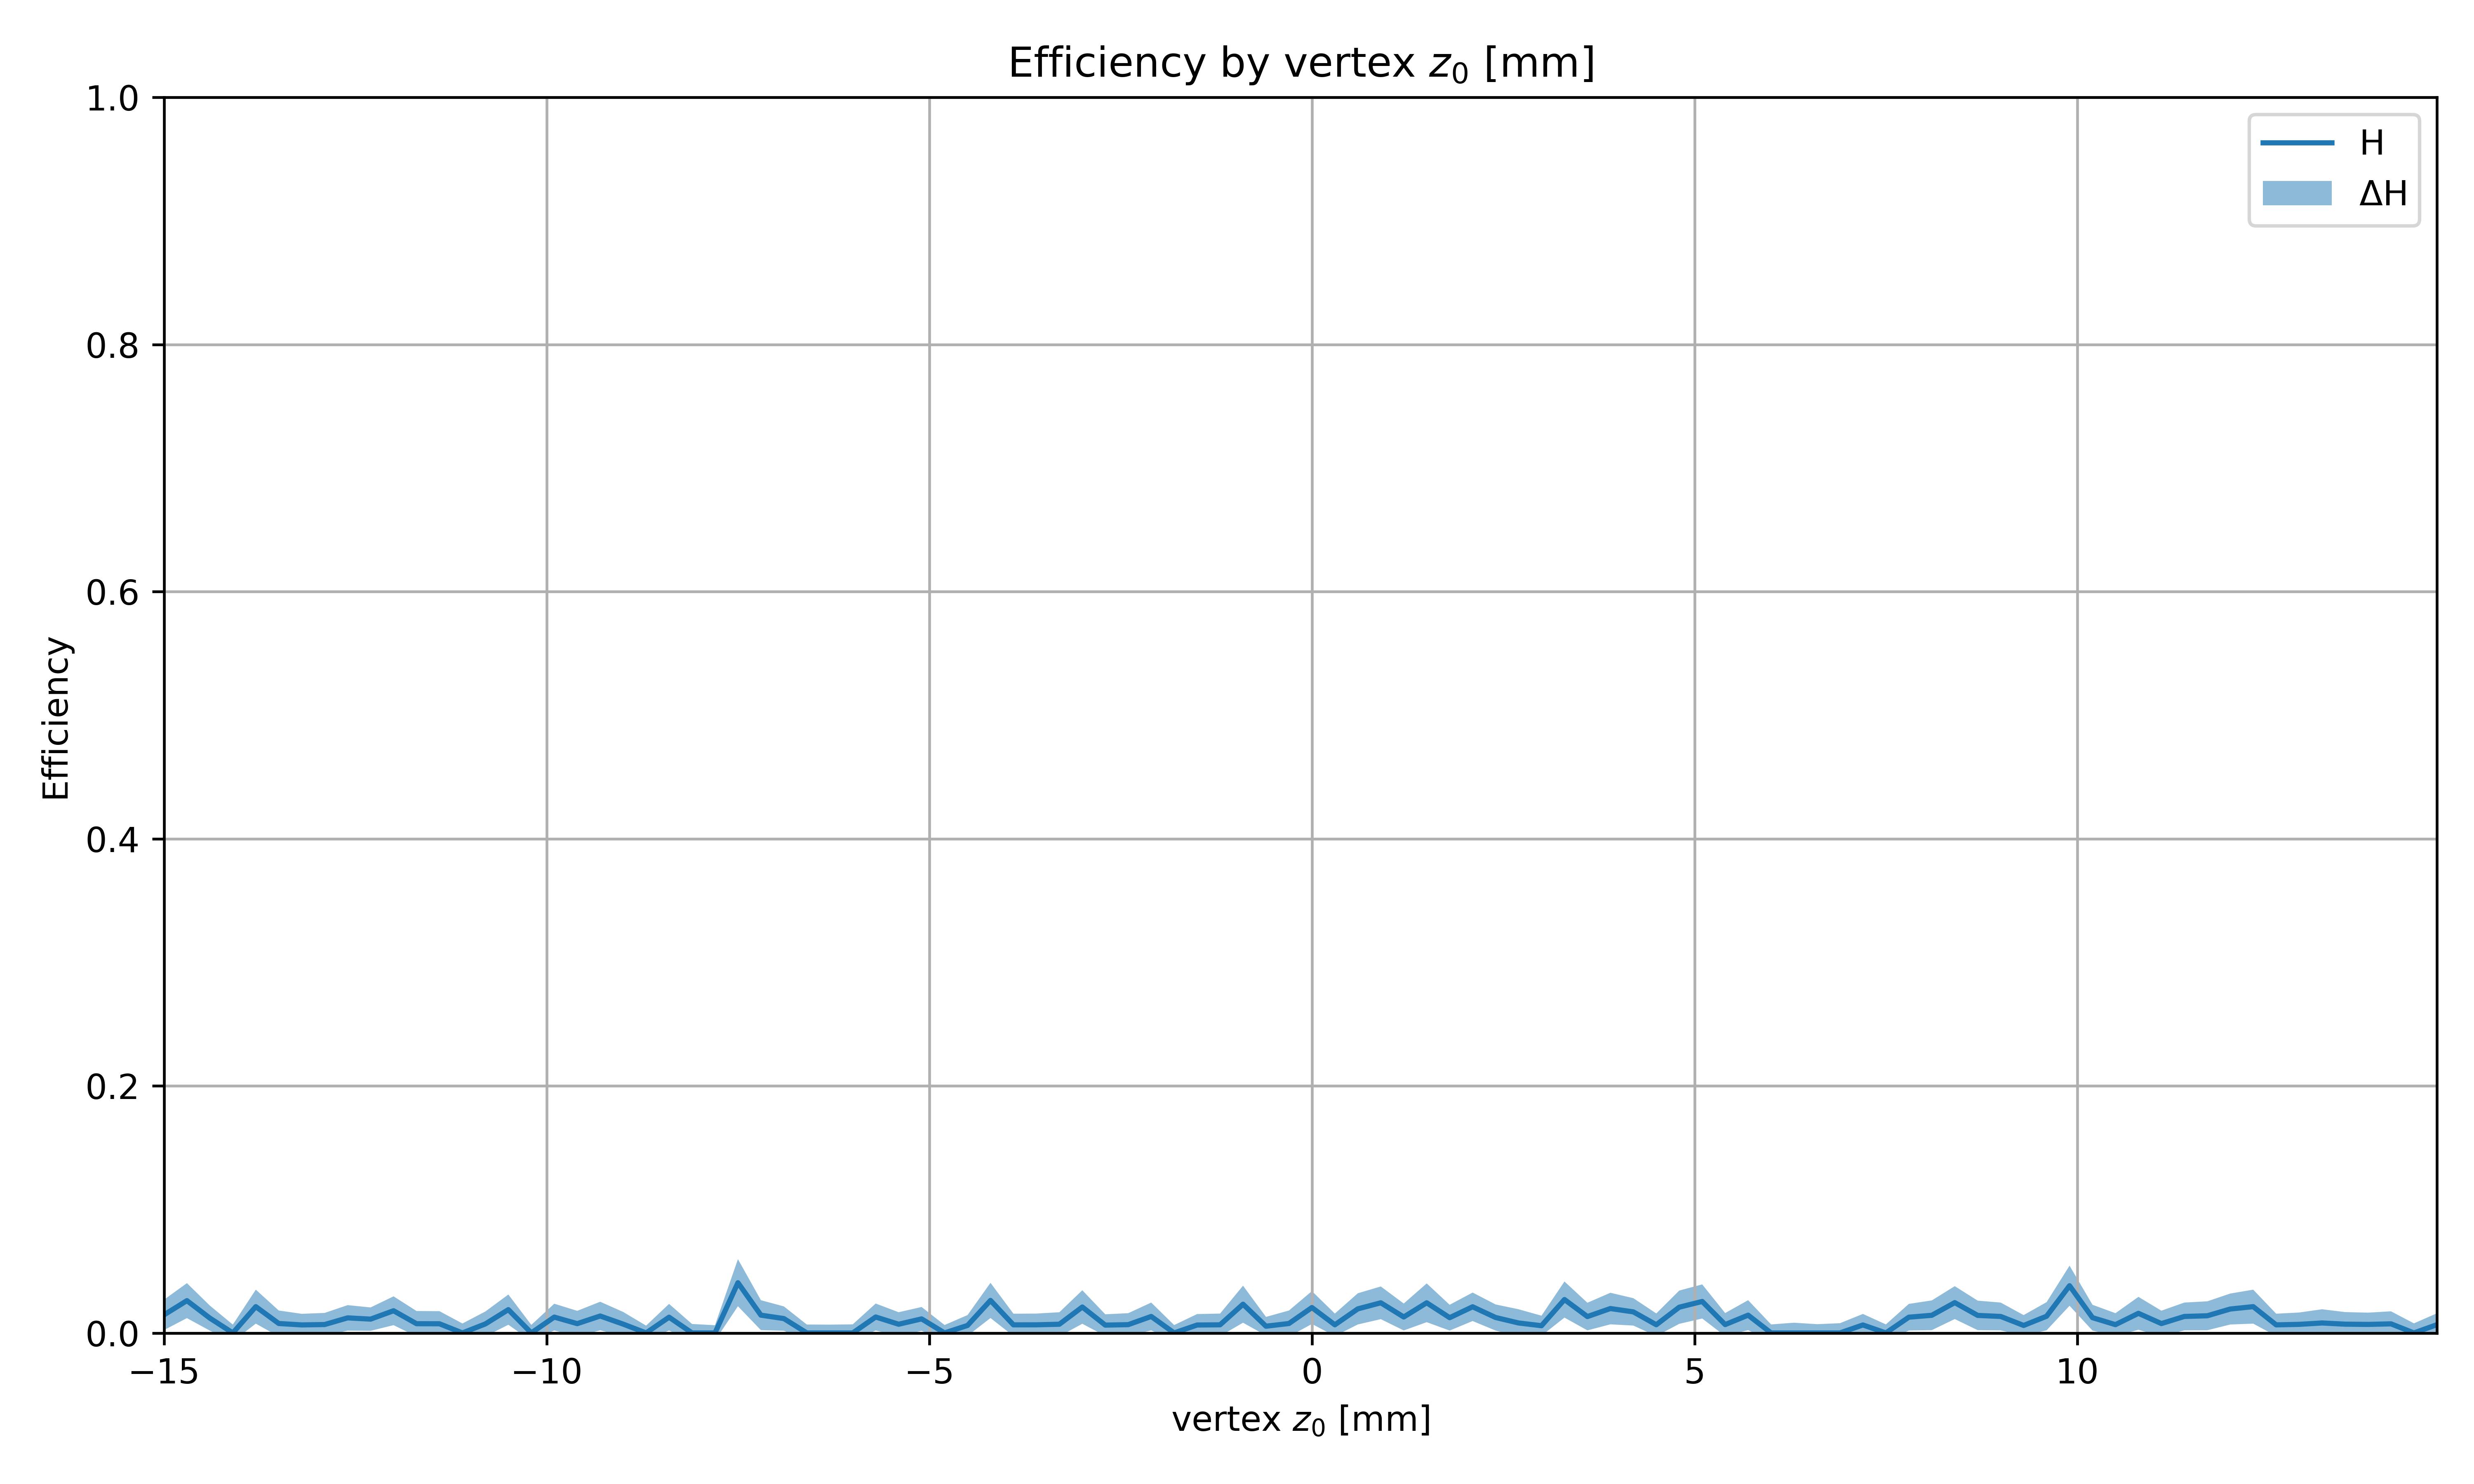 Efficiency by vertex z₀ [mm]
1.0
0.8
0.6
0.4
0.2
0.0
Efficiency
H
ΔH
−15 −10 −5 0 5 10
vertex z₀ [mm]